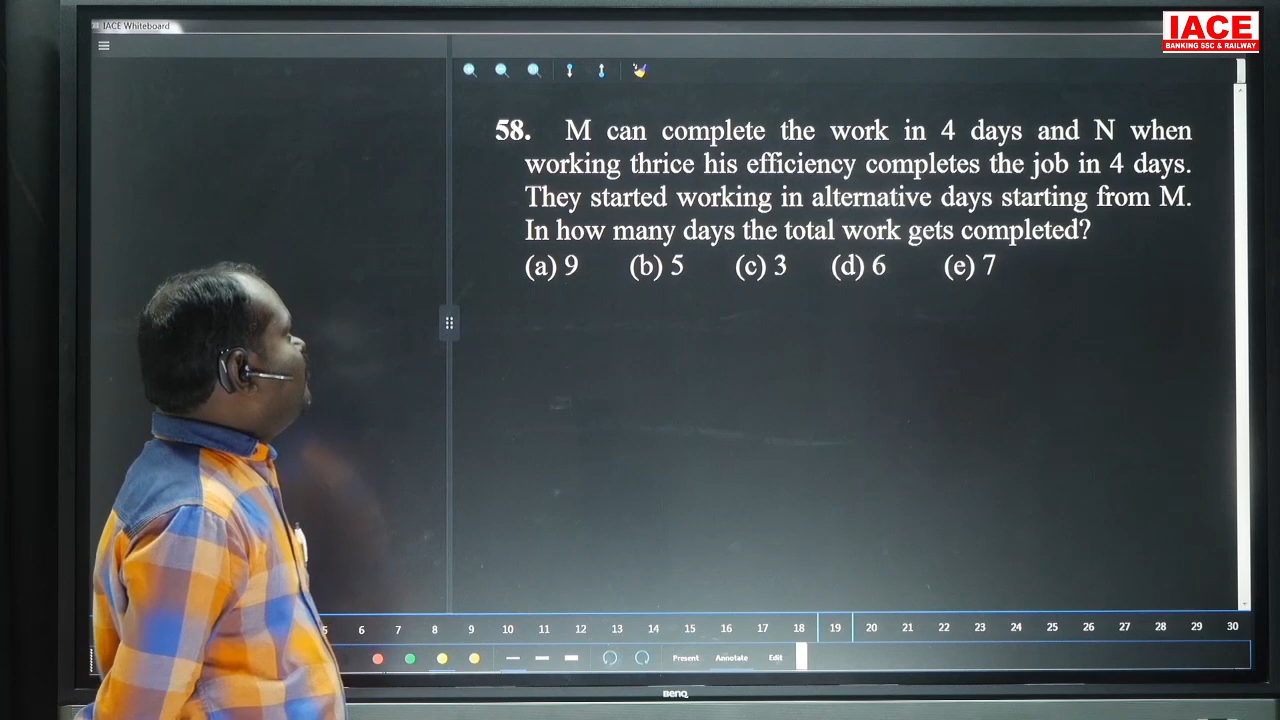 IACE Whiteboard
IACE
BANKING SSC & RAILWAY
58. M can complete the work in 4 days and N when
working thrice his efficiency completes the job in 4 days.
They started working in alternative days starting from M.
In how many days the total work gets completed?
(a) 9 (b) 5 (c) 3 (d) 6 (e) 7
5 6 7 8 9 10 11 12 13 14 15 16 17 18 19 20 21 22 23 24 25 26 27 28 29 30
Present Annotate Edit
BenQ